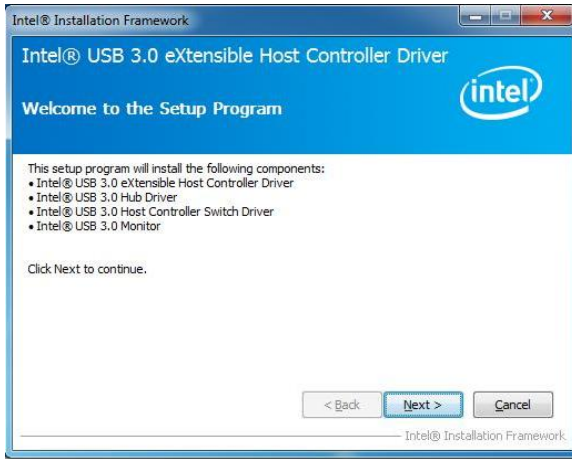 Intel® Installation Framework
Intel® USB 3.0 eXtensible Host Controller Driver
Welcome to the Setup Program
intel
This setup program will install the following components:
• Intel® USB 3.0 eXtensible Host Controller Driver
• Intel® USB 3.0 Hub Driver
• Intel® USB 3.0 Host Controller Switch Driver
• Intel® USB 3.0 Monitor
Click Next to continue.
< Back Next > Cancel
Intel® Installation Framework